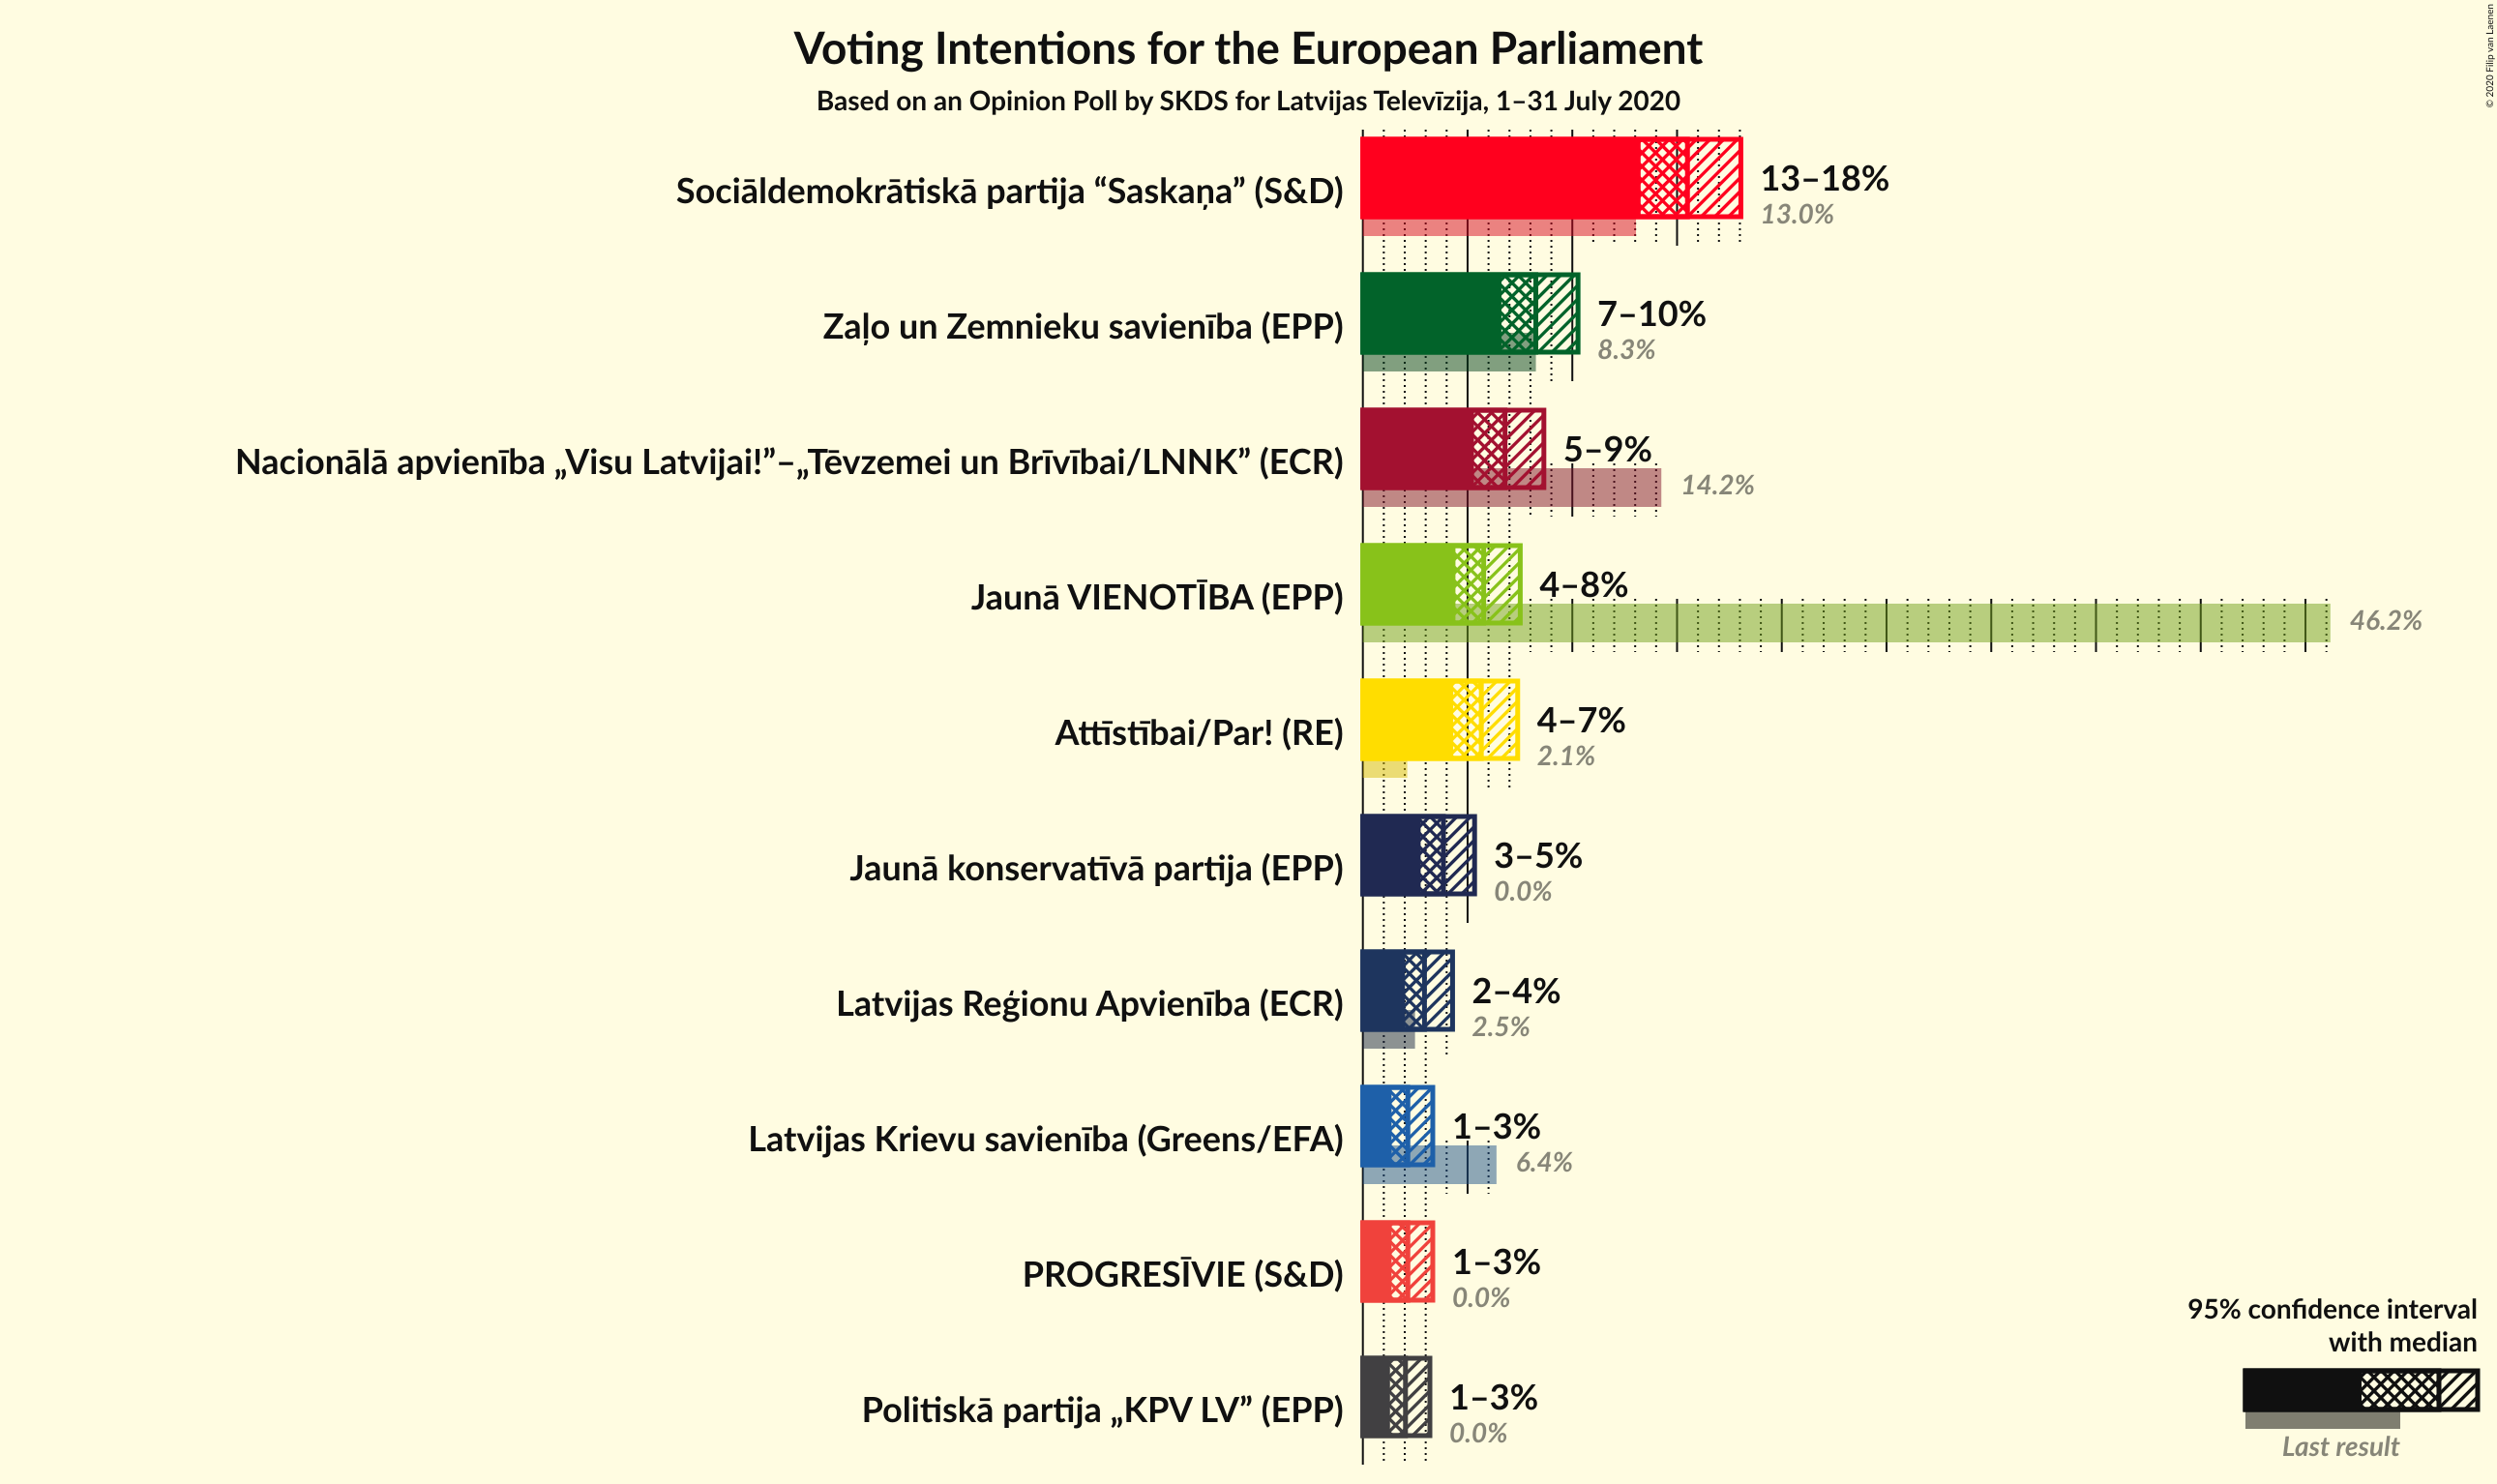 Voting Intentions for the European Parliament
Based on an Opinion Poll by SKDS for Latvijas Televīzija, 1–31 July 2020
© 2020 Filip van Laenen
Sociāldemokrātiskā partija “Saskaņa” (S&D)
13–18%
13.0%
Zaļo un Zemnieku savienība (EPP)
7–10%
8.3%
Nacionālā apvienība „Visu Latvijai!”–„Tēvzemei un Brīvībai/LNNK” (ECR)
5–9%
14.2%
Jaunā VIENOTĪBA (EPP)
4–8%
46.2%
Attīstībai/Par! (RE)
4–7%
2.1%
Jaunā konservatīvā partija (EPP)
3–5%
0.0%
Latvijas Reģionu Apvienība (ECR)
2–4%
2.5%
Latvijas Krievu savienība (Greens/EFA)
1–3%
6.4%
PROGRESĪVIE (S&D)
1–3%
0.0%
Politiskā partija „KPV LV” (EPP)
1–3%
0.0%
95% confidence interval
with median
Last result